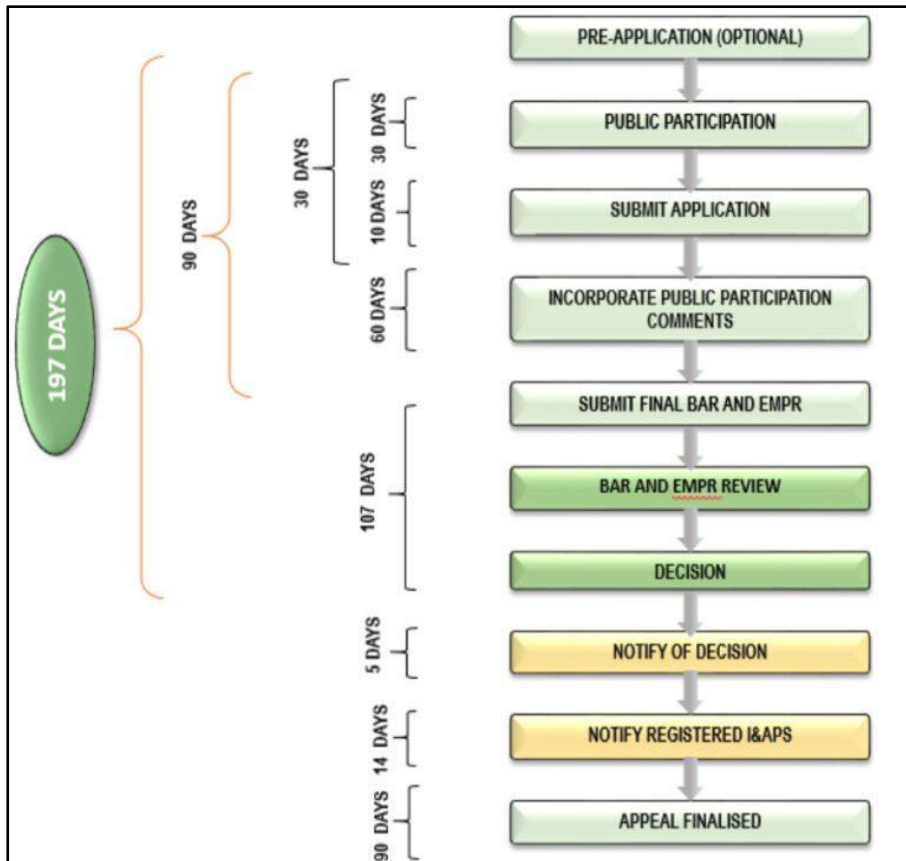 PRE-APPLICATION (OPTIONAL)
30 DAYS
PUBLIC PARTICIPATION
30 DAYS
10 DAYS
SUBMIT APPLICATION
90 DAYS
60 DAYS
INCORPORATE PUBLIC PARTICIPATION
COMMENTS
197 DAYS
SUBMIT FINAL BAR AND EMPR
107 DAYS
BAR AND EMPR REVIEW
DECISION
5 DAYS
NOTIFY OF DECISION
14 DAYS
NOTIFY REGISTERED I&APS
90 DAYS
APPEAL FINALISED